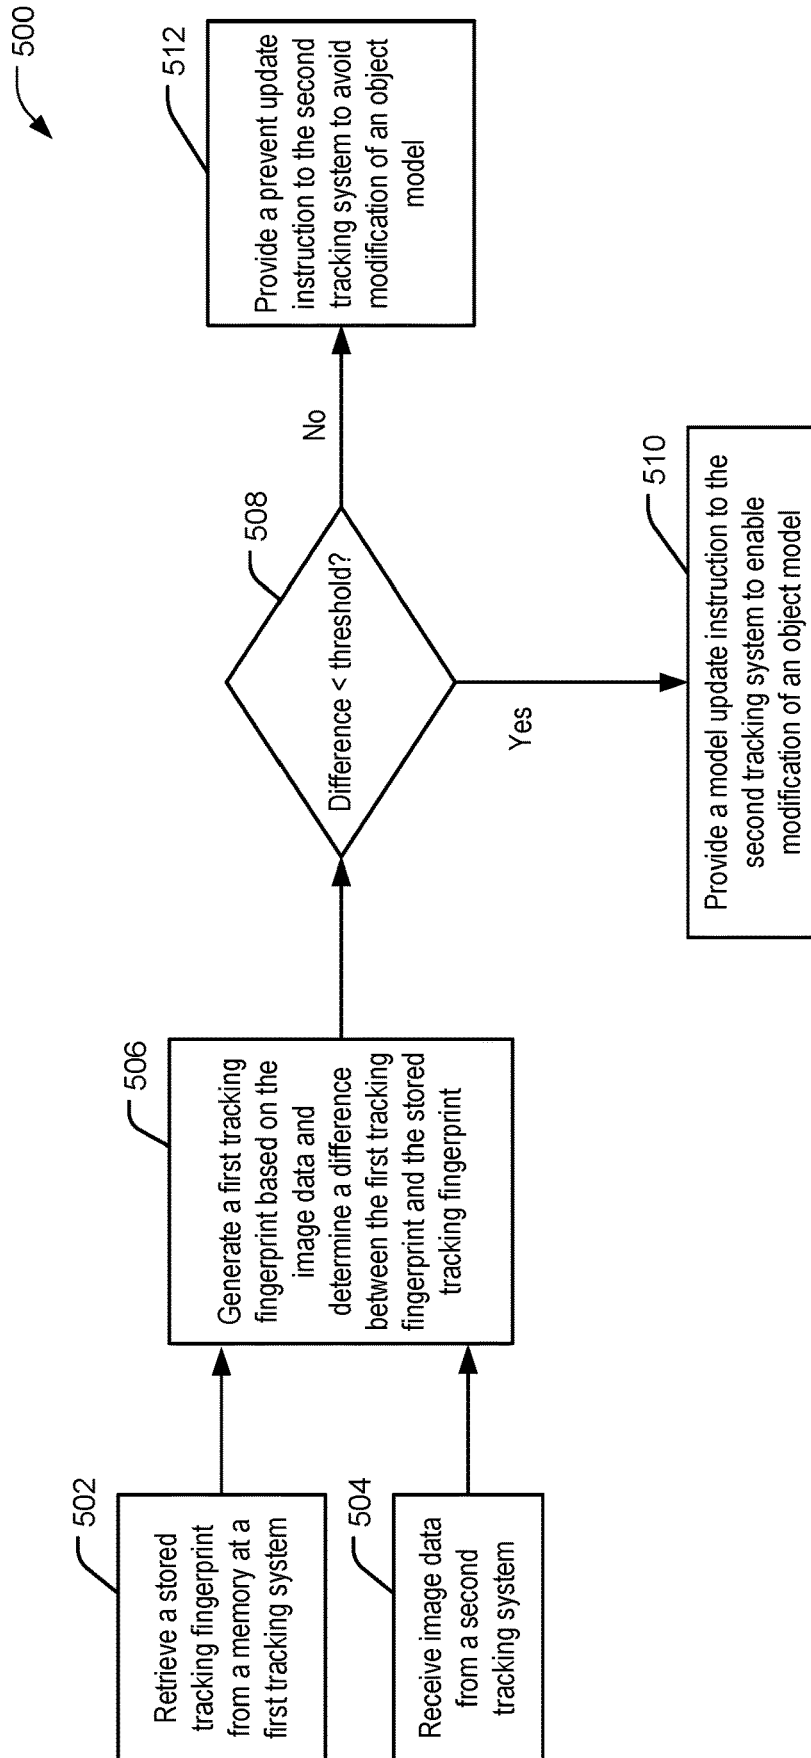 500
502
Retrieve a stored
tracking fingerprint
from a memory at a
first tracking system
504
Receive image data
from a second
tracking system
506
Generate a first tracking
fingerprint based on the
image data and
determine a difference
between the first tracking
fingerprint and the stored
tracking fingerprint
508
Difference < threshold?
No
Yes
512
Provide a prevent update
instruction to the second
tracking system to avoid
modification of an object
model
510
Provide a model update instruction to the
second tracking system to enable
modification of an object model